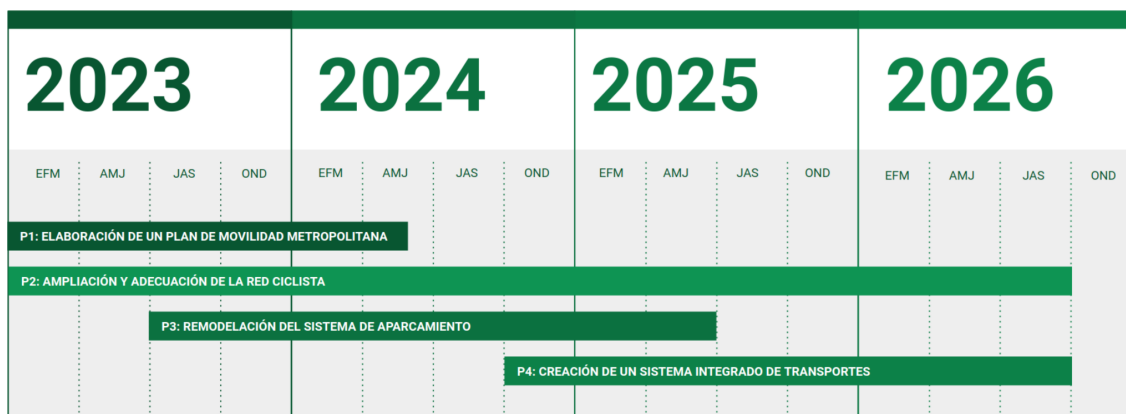 2023 2024 2025 2026
EFM AMJ JAS OND EFM AMJ JAS OND EFM AMJ JAS OND EFM AMJ JAS OND
P1: ELABORACIÓN DE UN PLAN DE MOVILIDAD METROPOLITANA
P2: AMPLIACIÓN Y ADECUACIÓN DE LA RED CICLISTA
P3: REMODELACIÓN DEL SISTEMA DE APARCAMIENTO
P4: CREACIÓN DE UN SISTEMA INTEGRADO DE TRANSPORTES